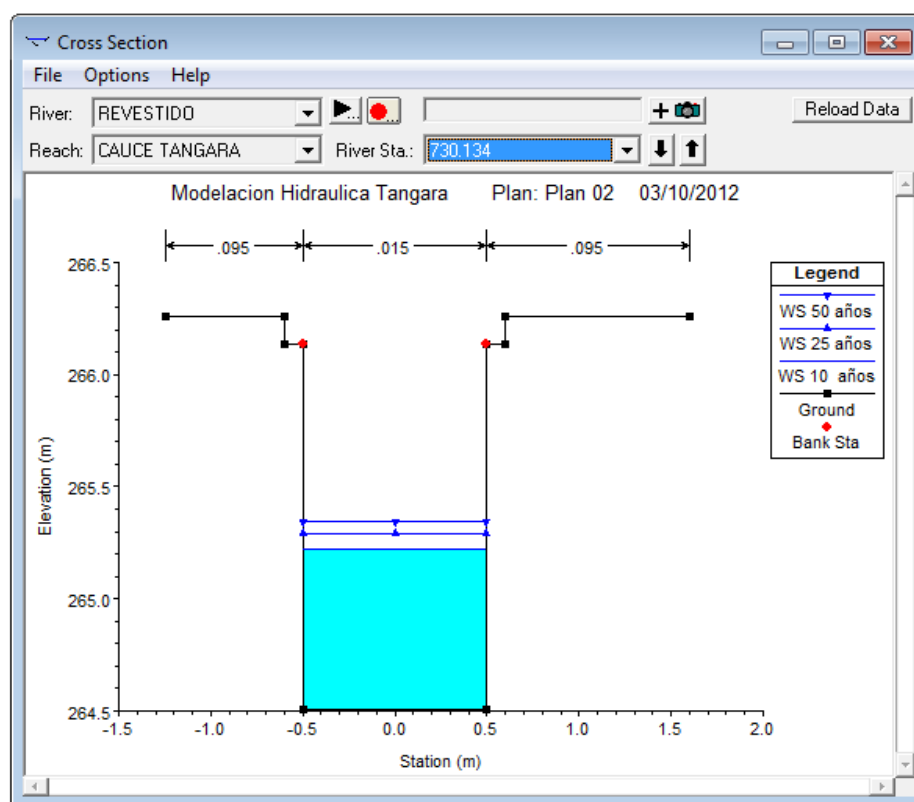 Cross Section
File Options Help
River: REVESTIDO Reload Data
Reach: CAUCE TANGARA River Sta.: 730.134
Modelacion Hidraulica Tangara Plan: Plan 02 03/10/2012
.095 .015 .095
Legend
WS 50 años
WS 25 años
WS 10 años
Ground
Bank Sta
266.5
266.0
265.5
265.0
264.5
Elevation (m)
-1.5 -1.0 -0.5 0.0 0.5 1.0 1.5 2.0
Station (m)